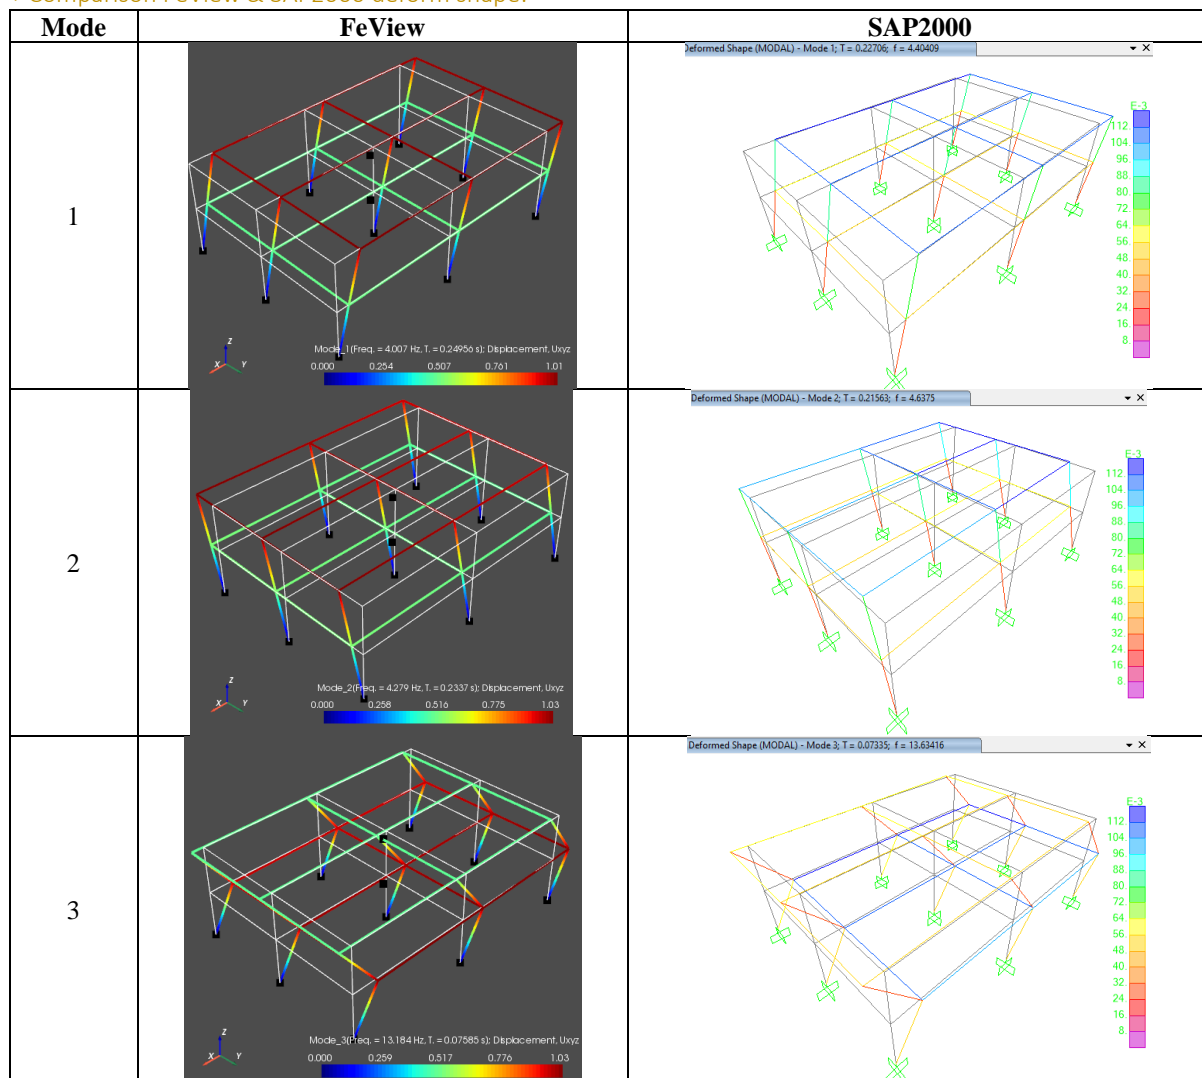 Comparison FeView & SAP2000 deform shape:
Mode FeView SAP2000
1
Mode_1(Freq. = 4.007 Hz, T. = 0.24956 s); Displacement, Uxyz
0.000 0.254 0.507 0.761 1.01
Z
X Y
Deformed Shape (MODAL) - Mode 1; T = 0.22706; f = 4.40409
E-3
112.
104.
96.
88.
80.
72.
64.
56.
48.
40.
32.
24.
16.
8.
2
Mode_2(Freq. = 4.279 Hz, T. = 0.2337 s); Displacement, Uxyz
0.000 0.258 0.516 0.775 1.03
Z
X Y
Deformed Shape (MODAL) - Mode 2; T = 0.21563; f = 4.6375
E-3
112.
104.
96.
88.
80.
72.
64.
56.
48.
40.
32.
24.
16.
8.
3
Mode_3(Freq. = 13.184 Hz, T. = 0.07585 s); Displacement, Uxyz
0.000 0.259 0.517 0.776 1.03
Z
X Y
Deformed Shape (MODAL) - Mode 3; T = 0.07335; f = 13.63416
E-3
112.
104.
96.
88.
80.
72.
64.
56.
48.
40.
32.
24.
16.
8.